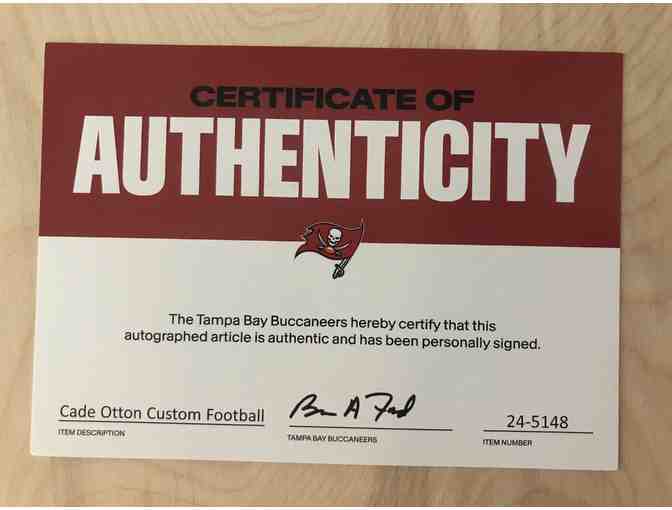 CERTIFICATE OF
AUTHENTICITY
The Tampa Bay Buccaneers hereby certify that this
autographed article is authentic and has been personally signed.
Cade Otton Custom Football
24-5148
ITEM DESCRIPTION
TAMPA BAY BUCCANEERS
ITEM NUMBER